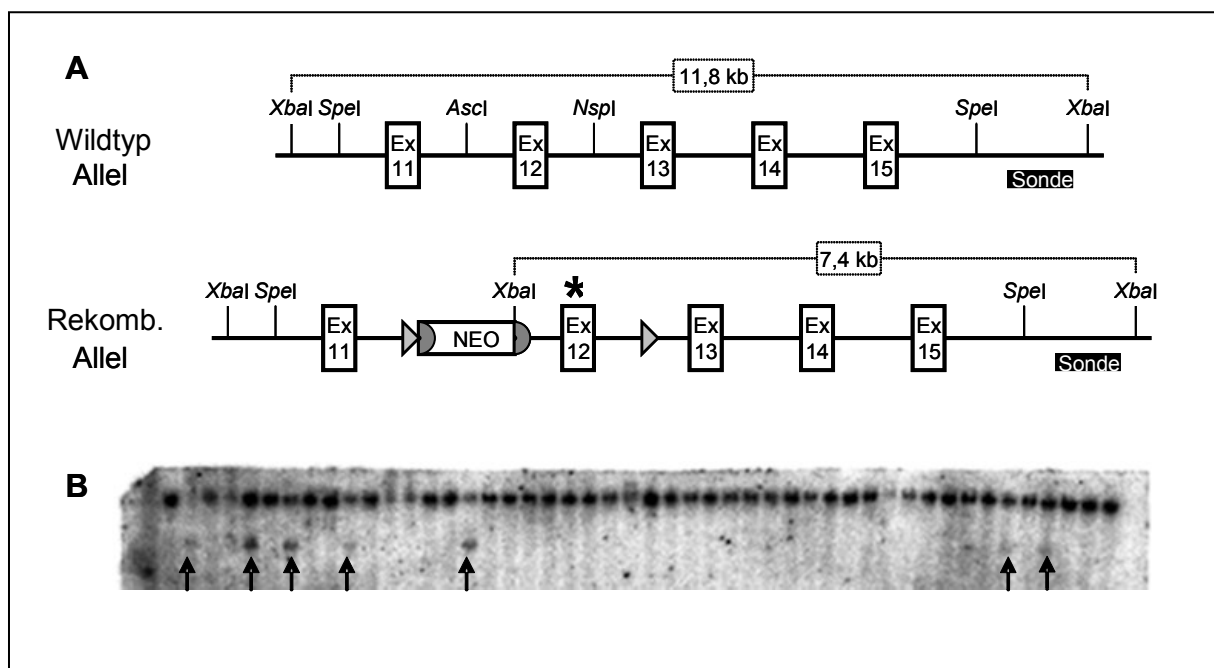 A
11,8 kb
XbaI SpeI AscI NspI SpeI XbaI
Wildtyp
Allel
Ex
11
Ex
12
Ex
13
Ex
14
Ex
15
Sonde
7,4 kb
XbaI SpeI XbaI * SpeI XbaI
Rekomb.
Allel
Ex
11
NEO
Ex
12
Ex
13
Ex
14
Ex
15
Sonde
B